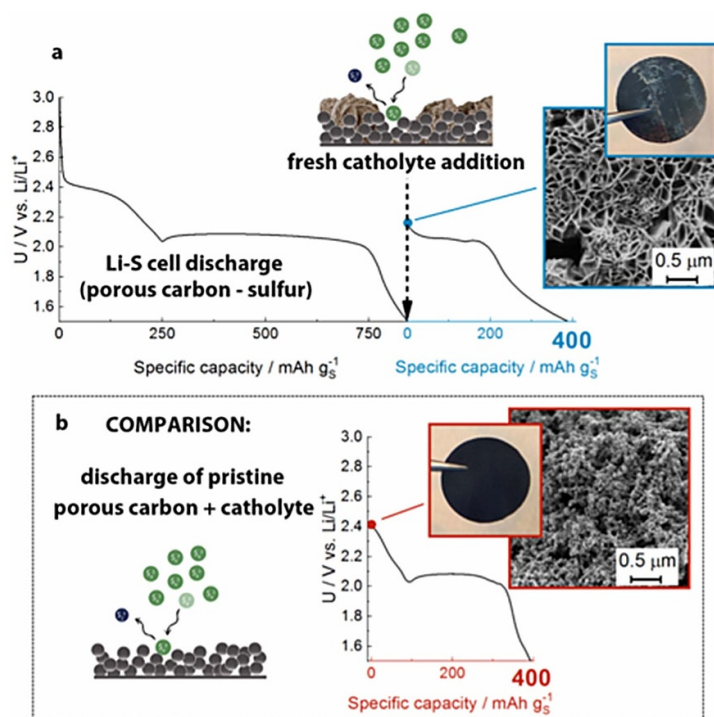 a
fresh catholyte addition
U / V vs. Li/Li⁺
3.0
2.8
2.6
2.4
2.2
2.0
1.8
1.6
Li-S cell discharge
(porous carbon - sulfur)
0.5 µm
0 250 500 750 0 200 400
Specific capacity / mAh g_S⁻¹ Specific capacity / mAh g_S⁻¹
b COMPARISON:
discharge of pristine
porous carbon + catholyte
U / V vs. Li/Li⁺
3.0
2.8
2.6
2.4
2.2
2.0
1.8
1.6
0.5 µm
0 200 400
Specific capacity / mAh g_S⁻¹